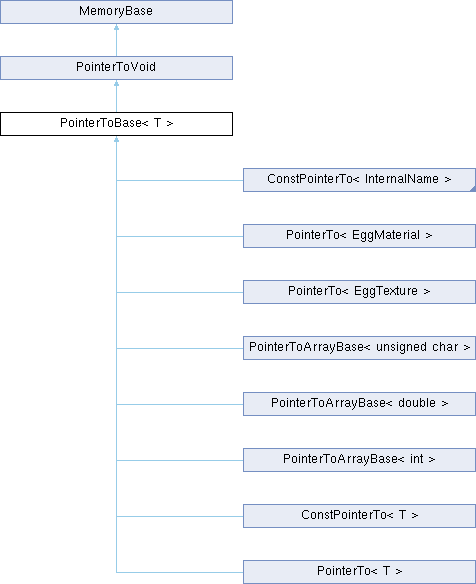 MemoryBase
PointerToVoid
PointerToBase< T >
ConstPointerTo< InternalName >
PointerTo< EggMaterial >
PointerTo< EggTexture >
PointerToArrayBase< unsigned char >
PointerToArrayBase< double >
PointerToArrayBase< int >
ConstPointerTo< T >
PointerTo< T >